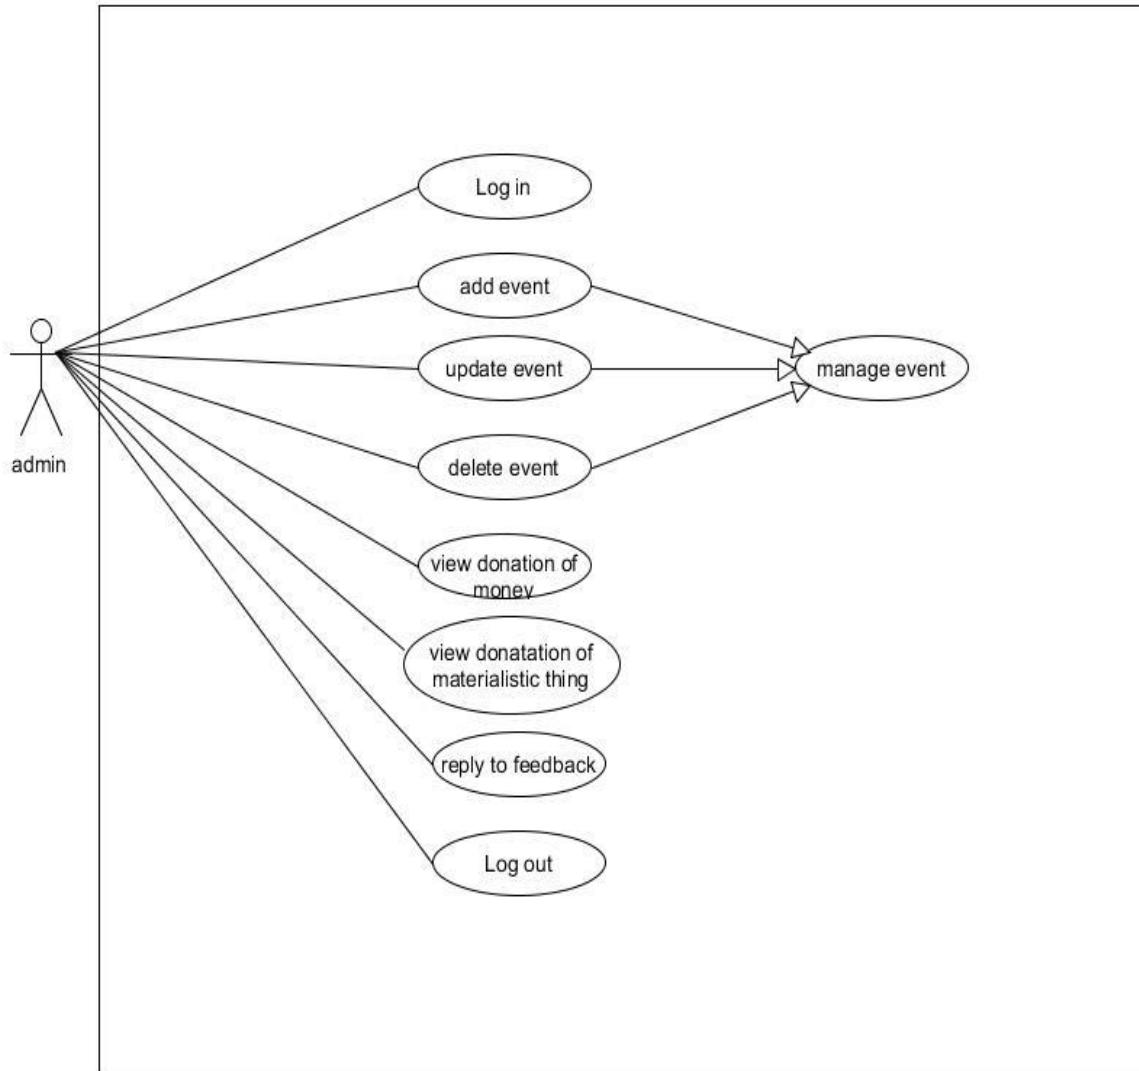 Log in
add event
update event
manage event
admin
delete event
view donation of
money
view donatation of
materialistic thing
reply to feedback
Log out